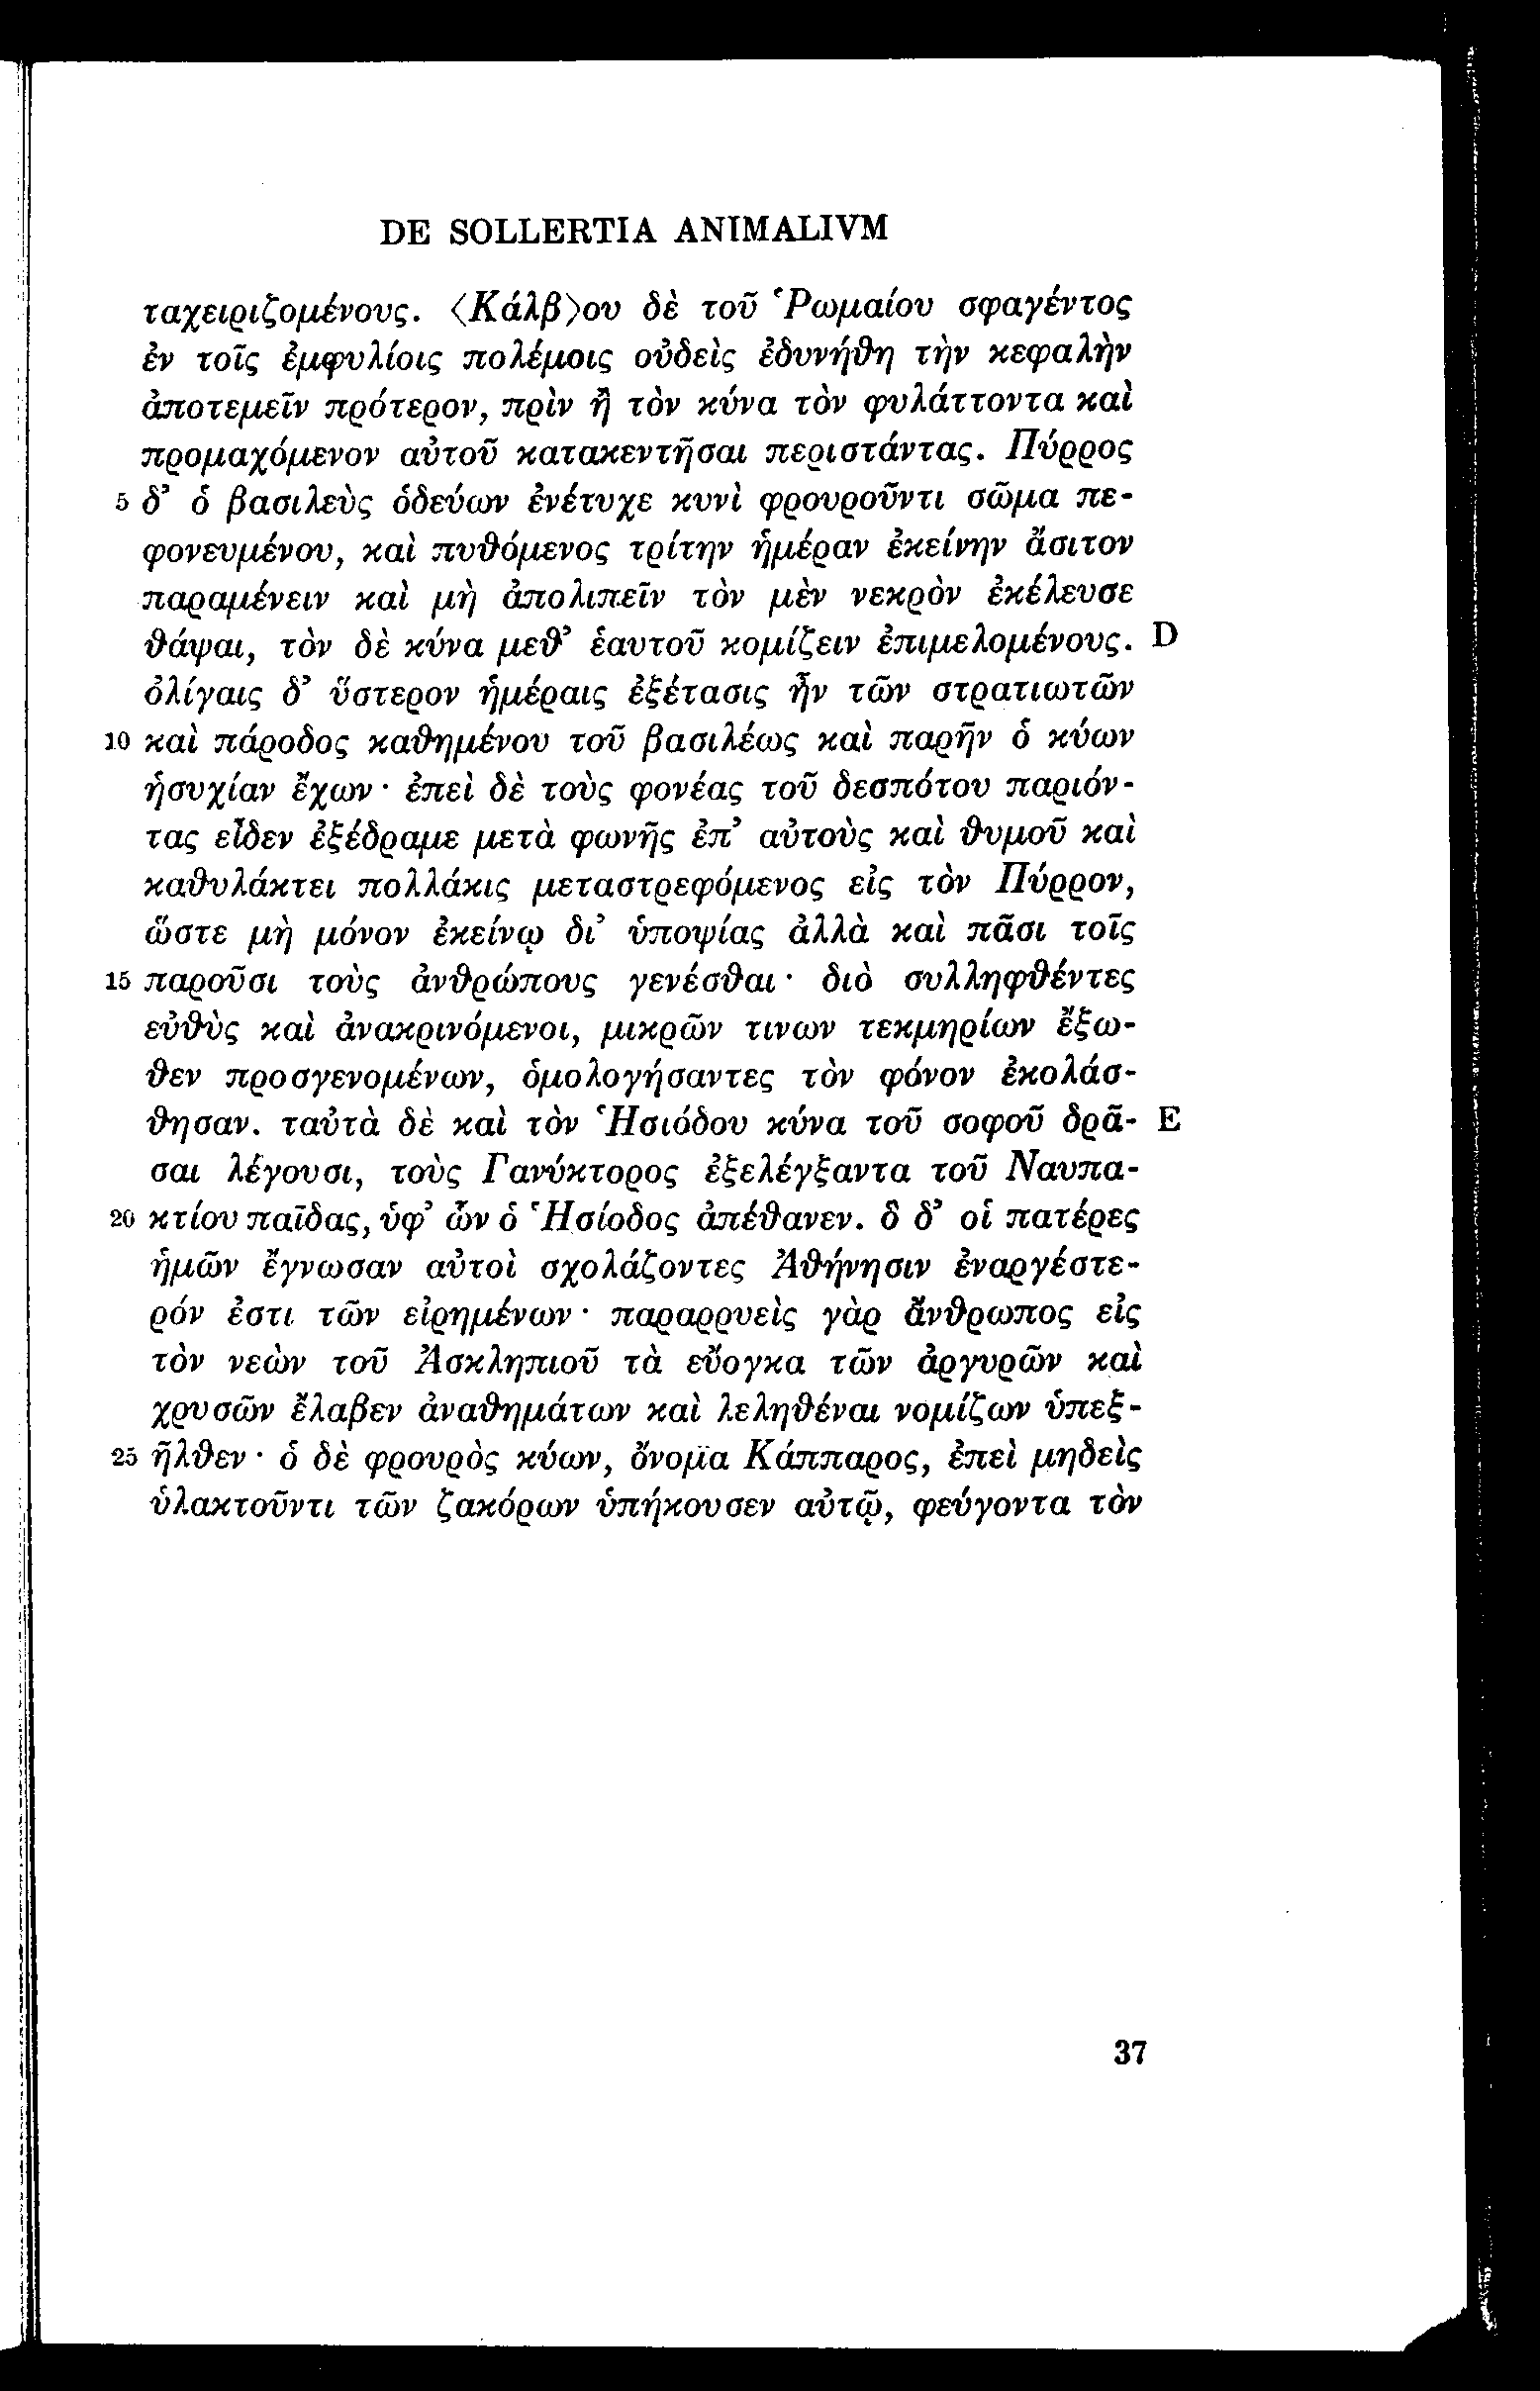 DE SOLLERTIA ANIMALIVM
ταχειριζομένους. ⟨Κάλβ⟩ου δὲ τοῦ Ῥωμαίου σφαγέντος
ἐν τοῖς ἐμφυλίοις πολέμοις οὐδεὶς ἐδυνήθη τὴν κεφαλὴν
ἀποτεμεῖν πρότερον, πρὶν ἢ τὸν κύνα τὸν φυλάττοντα καὶ
προμαχόμενον αὐτοῦ κατακεντῆσαι περιστάντας. Πύρρος
5 δ’ ὁ βασιλεὺς ὁδεύων ἐνέτυχε κυνὶ φρουροῦντι σῶμα πε-
φονευμένου, καὶ πυθόμενος τρίτην ἡμέραν ἐκείνην ἄσιτον
παραμένειν καὶ μὴ ἀπολιπεῖν τὸν μὲν νεκρὸν ἐκέλευσε
θάψαι, τὸν δὲ κύνα μεθ’ ἑαυτοῦ κομίζειν ἐπιμελομένους. D
ὀλίγαις δ’ ὕστερον ἡμέραις ἐξέτασις ἦν τῶν στρατιωτῶν
10 καὶ πάροδος καθημένου τοῦ βασιλέως καὶ παρῆν ὁ κύων
ἡσυχίαν ἔχων· ἐπεὶ δὲ τοὺς φονέας τοῦ δεσπότου παριόν-
τας εἶδεν ἐξέδραμε μετὰ φωνῆς ἐπ’ αὐτοὺς καὶ θυμοῦ καὶ
καθυλάκτει πολλάκις μεταστρεφόμενος εἰς τὸν Πύρρον,
ὥστε μὴ μόνον ἐκείνῳ δι’ ὑποψίας ἀλλὰ καὶ πᾶσι τοῖς
15 παροῦσι τοὺς ἀνθρώπους γενέσθαι· διὸ συλληφθέντες
εὐθὺς καὶ ἀνακρινόμενοι, μικρῶν τινων τεκμηρίων ἔξω-
θεν προσγενομένων, ὁμολογήσαντες τὸν φόνον ἐκολάσ-
θησαν. ταὐτὰ δὲ καὶ τὸν Ἡσιόδου κύνα τοῦ σοφοῦ δρᾶ- E
σαι λέγουσι, τοὺς Γανύκτορος ἐξελέγξαντα τοῦ Ναυπα-
20 κτίου παῖδας, ὑφ’ ὧν ὁ Ἡσίοδος ἀπέθανεν. ὃ δ’ οἱ πατέρες
ἡμῶν ἔγνωσαν αὐτοὶ σχολάζοντες Ἀθήνησιν ἐναργέστε-
ρόν ἐστι τῶν εἰρημένων· παραρρυεὶς γὰρ ἄνθρωπος εἰς
τὸν νεὼν τοῦ Ἀσκληπιοῦ τὰ εὔογκα τῶν ἀργυρῶν καὶ
χρυσῶν ἔλαβεν ἀναθημάτων καὶ λεληθέναι νομίζων ὑπεξ-
25 ῆλθεν· ὁ δὲ φρουρὸς κύων, ὄνομα Κάππαρος, ἐπεὶ μηδεὶς
ὑλακτοῦντι τῶν ζακόρων ὑπήκουσεν αὐτῷ, φεύγοντα τὸν
37